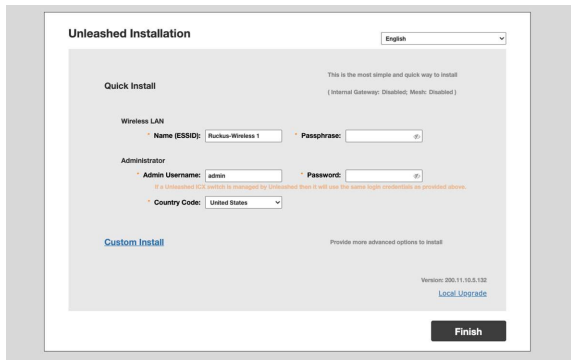 Unleashed Installation
English
Quick Install
This is the most simple and quick way to install
( Internal Gateway: Disabled; Mesh: Disabled )
Wireless LAN
* Name (ESSID): Ruckus-Wireless 1 * Passphrase:
Administrator
* Admin Username: admin * Password:
If a Unleashed ICX switch is managed by Unleashed then it will use the same login credentials as provided above.
* Country Code: United States
Custom Install
Provide more advanced options to install
Version: 200.11.10.5.132
Local Upgrade
Finish